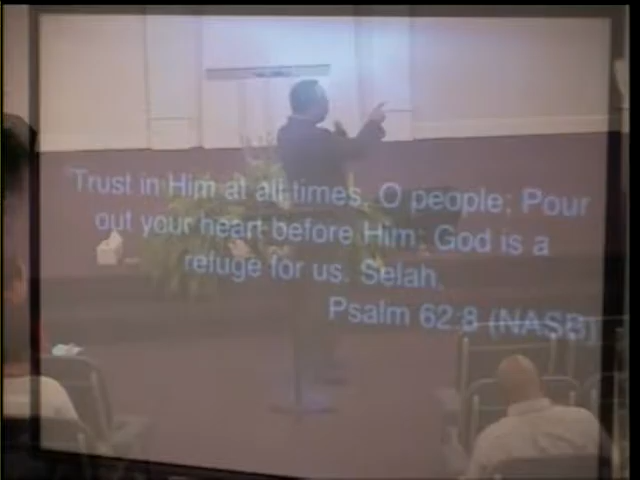 "Trust in Him at all times, O people; Pour
out your heart before Him; God is a
refuge for us. Selah.
Psalm 62:8 (NASB)